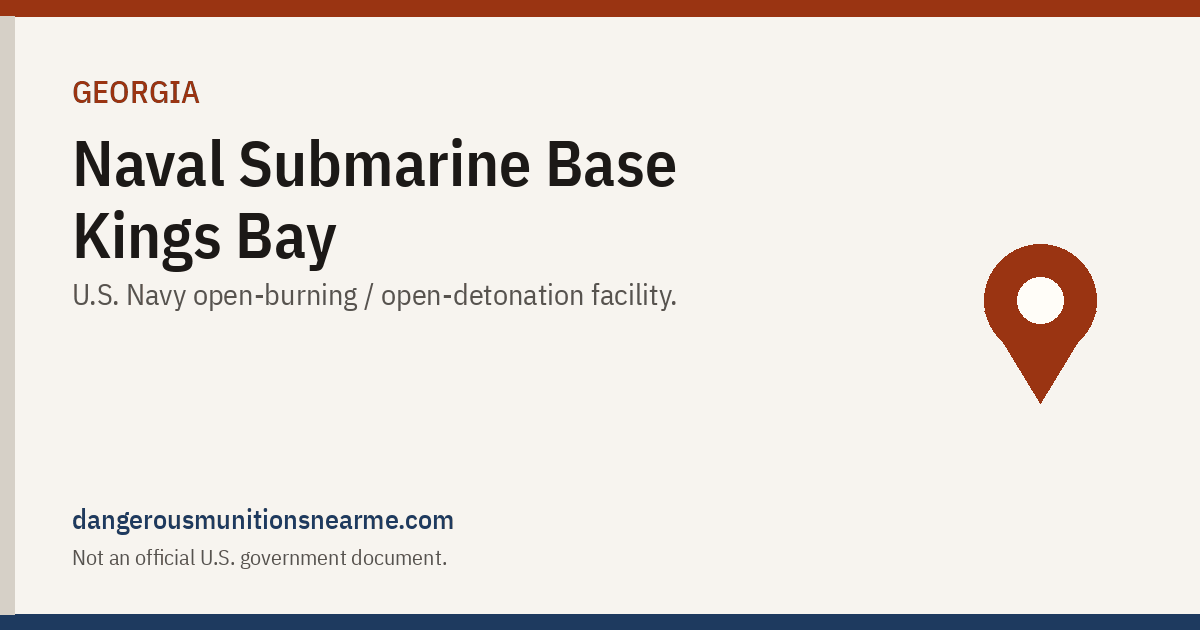 GEORGIA
Naval Submarine Base
Kings Bay
U.S. Navy open-burning / open-detonation facility.
dangerousmunitionsnearme.com
Not an official U.S. government document.